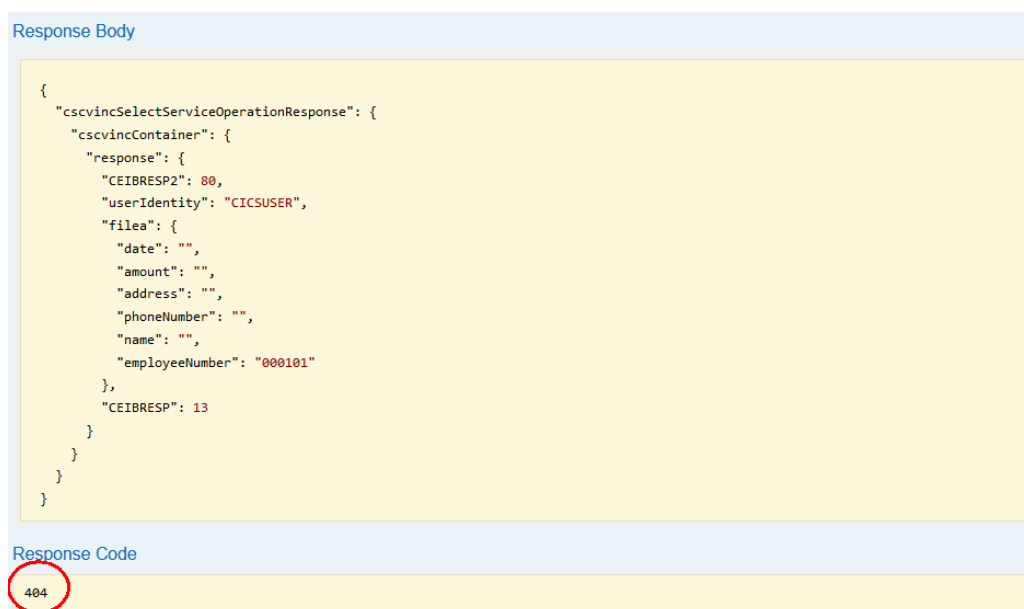 Response Body
{
"cscvincSelectServiceOperationResponse": {
"cscvincContainer": {
"response": {
"CEIBRESP2": 80,
"userIdentity": "CICSUSER",
"filea": {
"date": "",
"amount": "",
"address": "",
"phoneNumber": "",
"name": "",
"employeeNumber": "000101"
},
"CEIBRESP": 13
}
}
}
}
Response Code
404